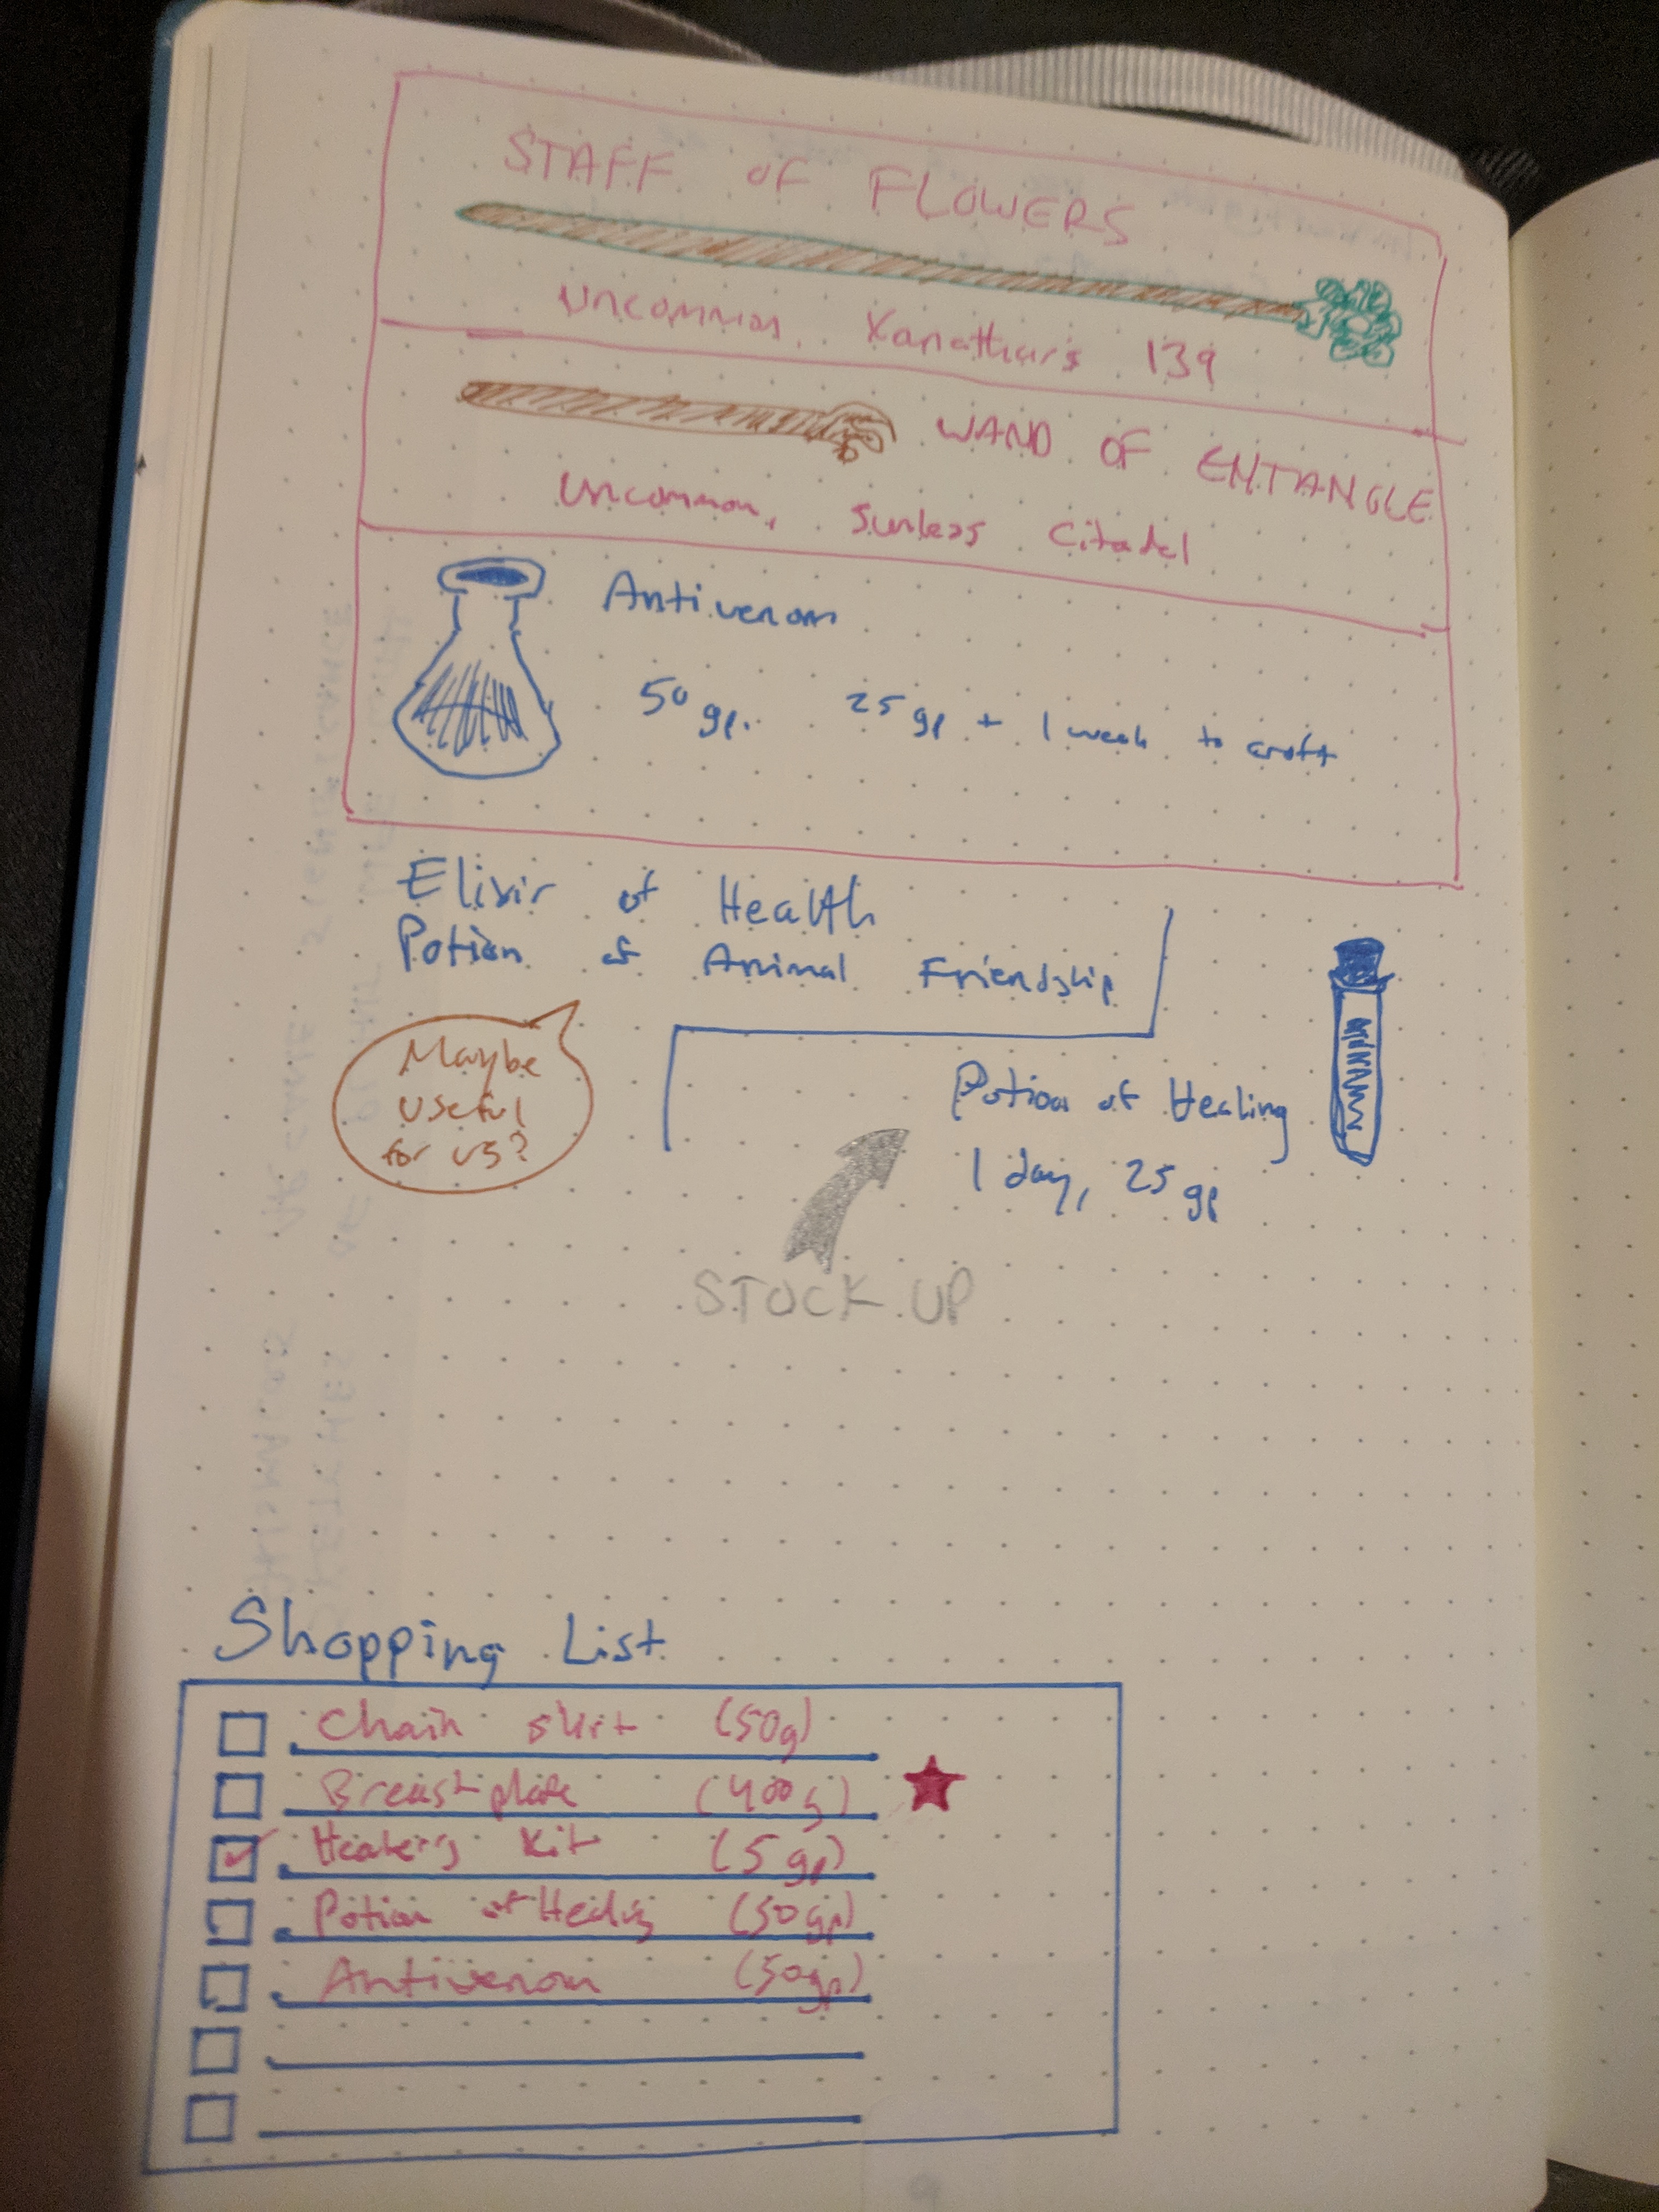 STAFF OF FLOWERS
Uncommon, Xanathar's 139
WAND OF ENTANGLE
Uncommon, Sunless Citadel
Antivenom
50 gp. 25 gp + 1 week to craft
Elixir of Health
Potion of Animal Friendship
Maybe
useful
for us?
Potion of Healing
1 day, 25 gp
STOCK UP
Shopping List
Chain shirt (50g)
Breastplate (400g)
Healer's Kit (5 gp)
Potion of Healing (50 gp)
Antivenom (50gp)